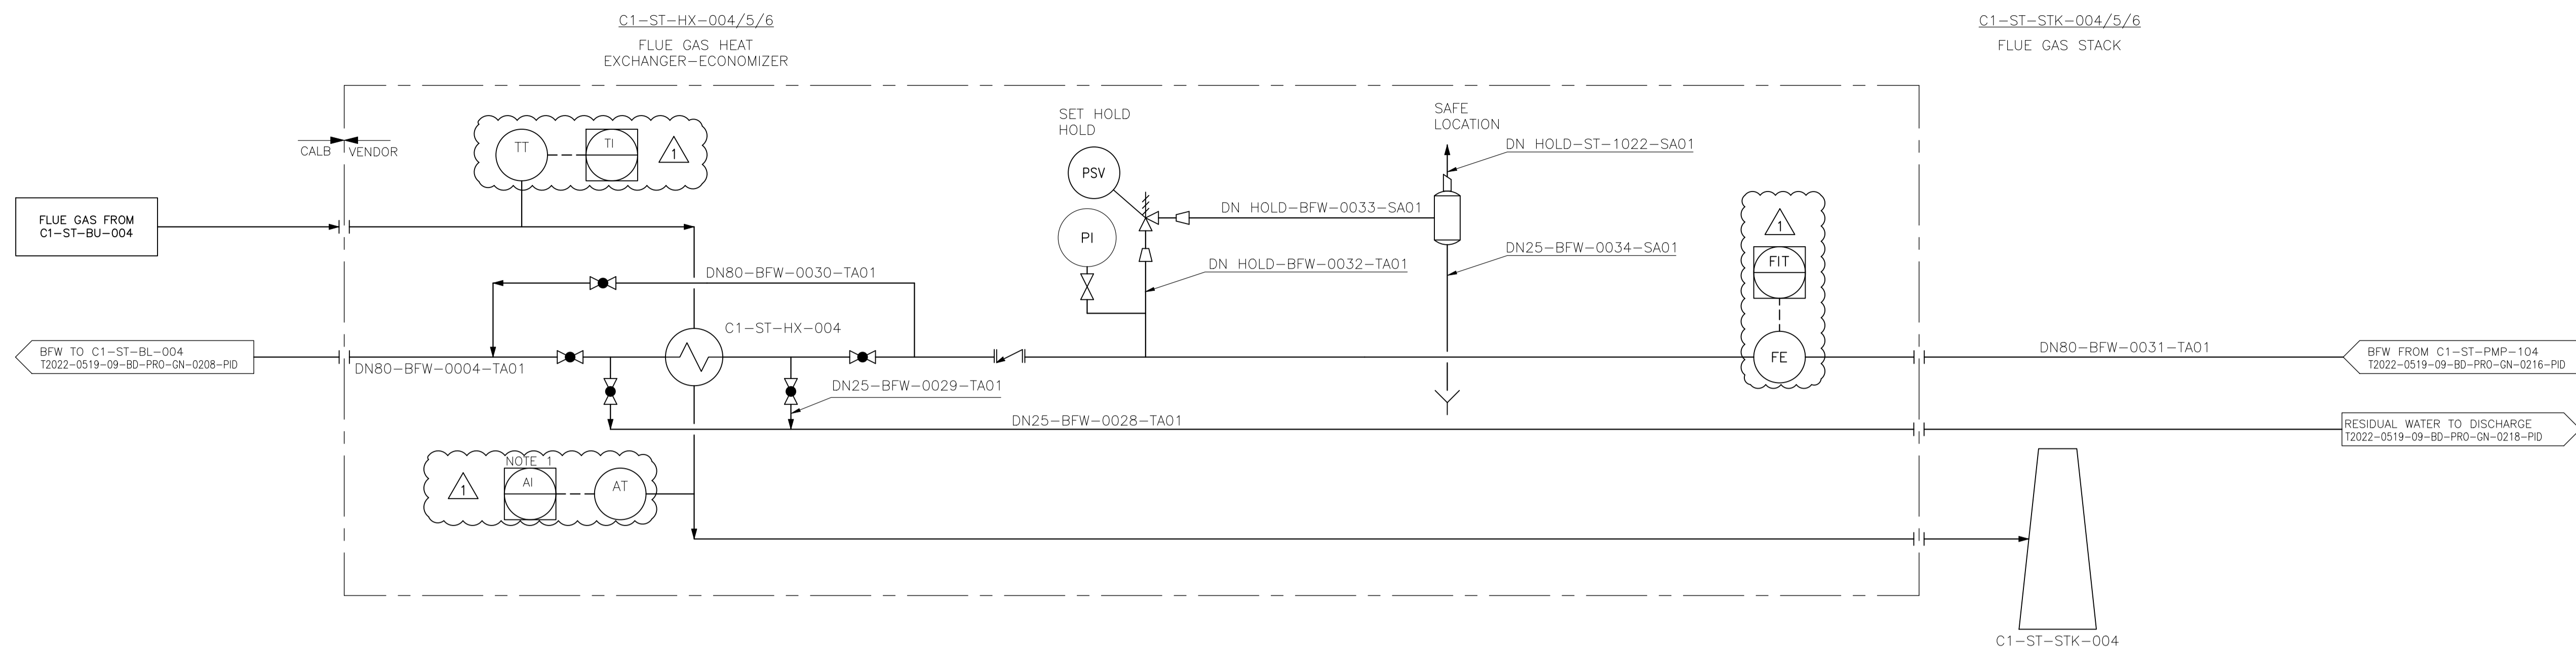 C1-ST-HX-004/5/6
FLUE GAS HEAT
EXCHANGER-ECONOMIZER
C1-ST-STK-004/5/6
FLUE GAS STACK
CALB
VENDOR
TT
TI
1
SET HOLD
HOLD
PSV
PI
SAFE
LOCATION
DN HOLD-ST-1022-SA01
DN HOLD-BFW-0033-SA01
DN25-BFW-0034-SA01
DN HOLD-BFW-0032-TA01
1
FIT
FE
FLUE GAS FROM
C1-ST-BU-004
DN80-BFW-0030-TA01
C1-ST-HX-004
BFW TO C1-ST-BL-004
T2022-0519-09-BD-PRO-GN-0208-PID
DN80-BFW-0004-TA01
DN25-BFW-0029-TA01
DN25-BFW-0028-TA01
DN80-BFW-0031-TA01
BFW FROM C1-ST-PMP-104
T2022-0519-09-BD-PRO-GN-0216-PID
RESIDUAL WATER TO DISCHARGE
T2022-0519-09-BD-PRO-GN-0218-PID
NOTE 1
1
AI
AT
C1-ST-STK-004